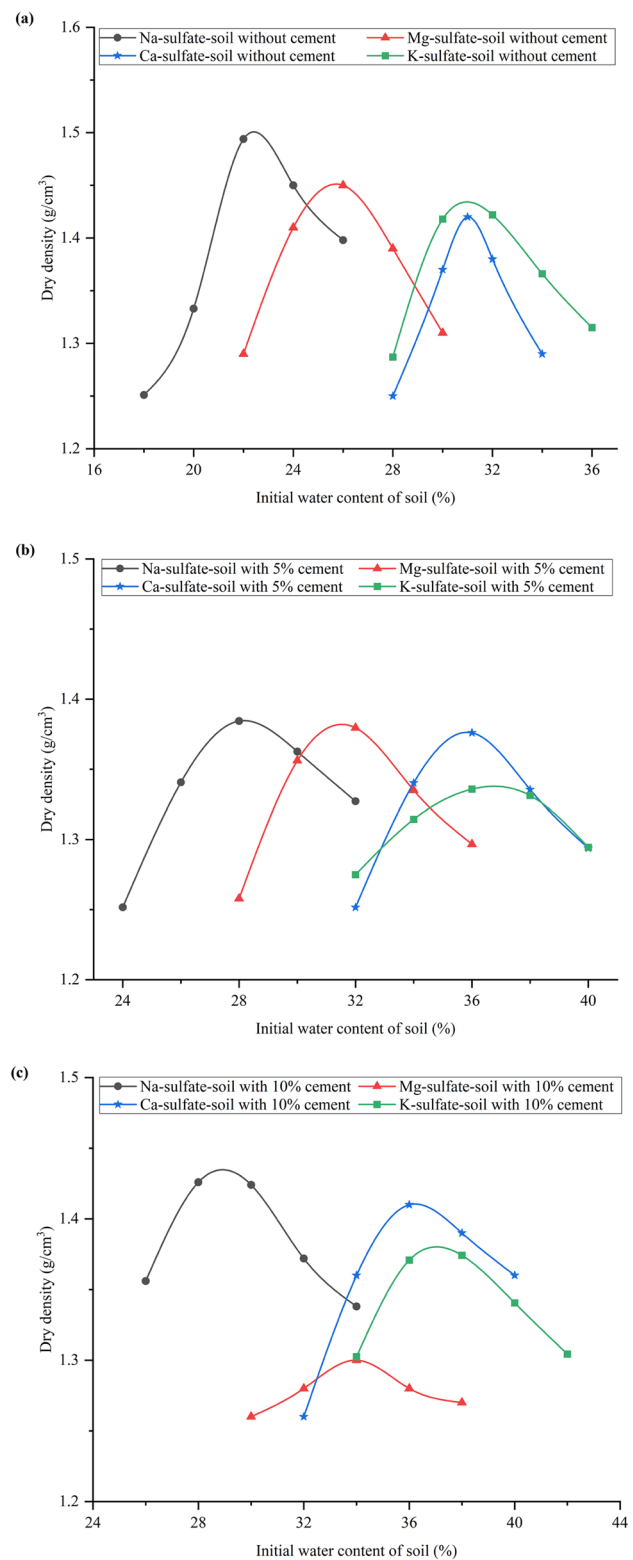 (a)
1.6
Na-sulfate-soil without cement Mg-sulfate-soil without cement
Ca-sulfate-soil without cement K-sulfate-soil without cement
1.5
1.4
1.3
1.2
Dry density (g/cm³)
16 20 24 28 32 36
Initial water content of soil (%)
(b)
1.5
Na-sulfate-soil with 5% cement Mg-sulfate-soil with 5% cement
Ca-sulfate-soil with 5% cement K-sulfate-soil with 5% cement
1.4
1.3
1.2
Dry density (g/cm³)
24 28 32 36 40
Initial water content of soil (%)
(c)
1.5
Na-sulfate-soil with 10% cement Mg-sulfate-soil with 10% cement
Ca-sulfate-soil with 10% cement K-sulfate-soil with 10% cement
1.4
1.3
1.2
Dry density (g/cm³)
24 28 32 36 40 44
Initial water content of soil (%)